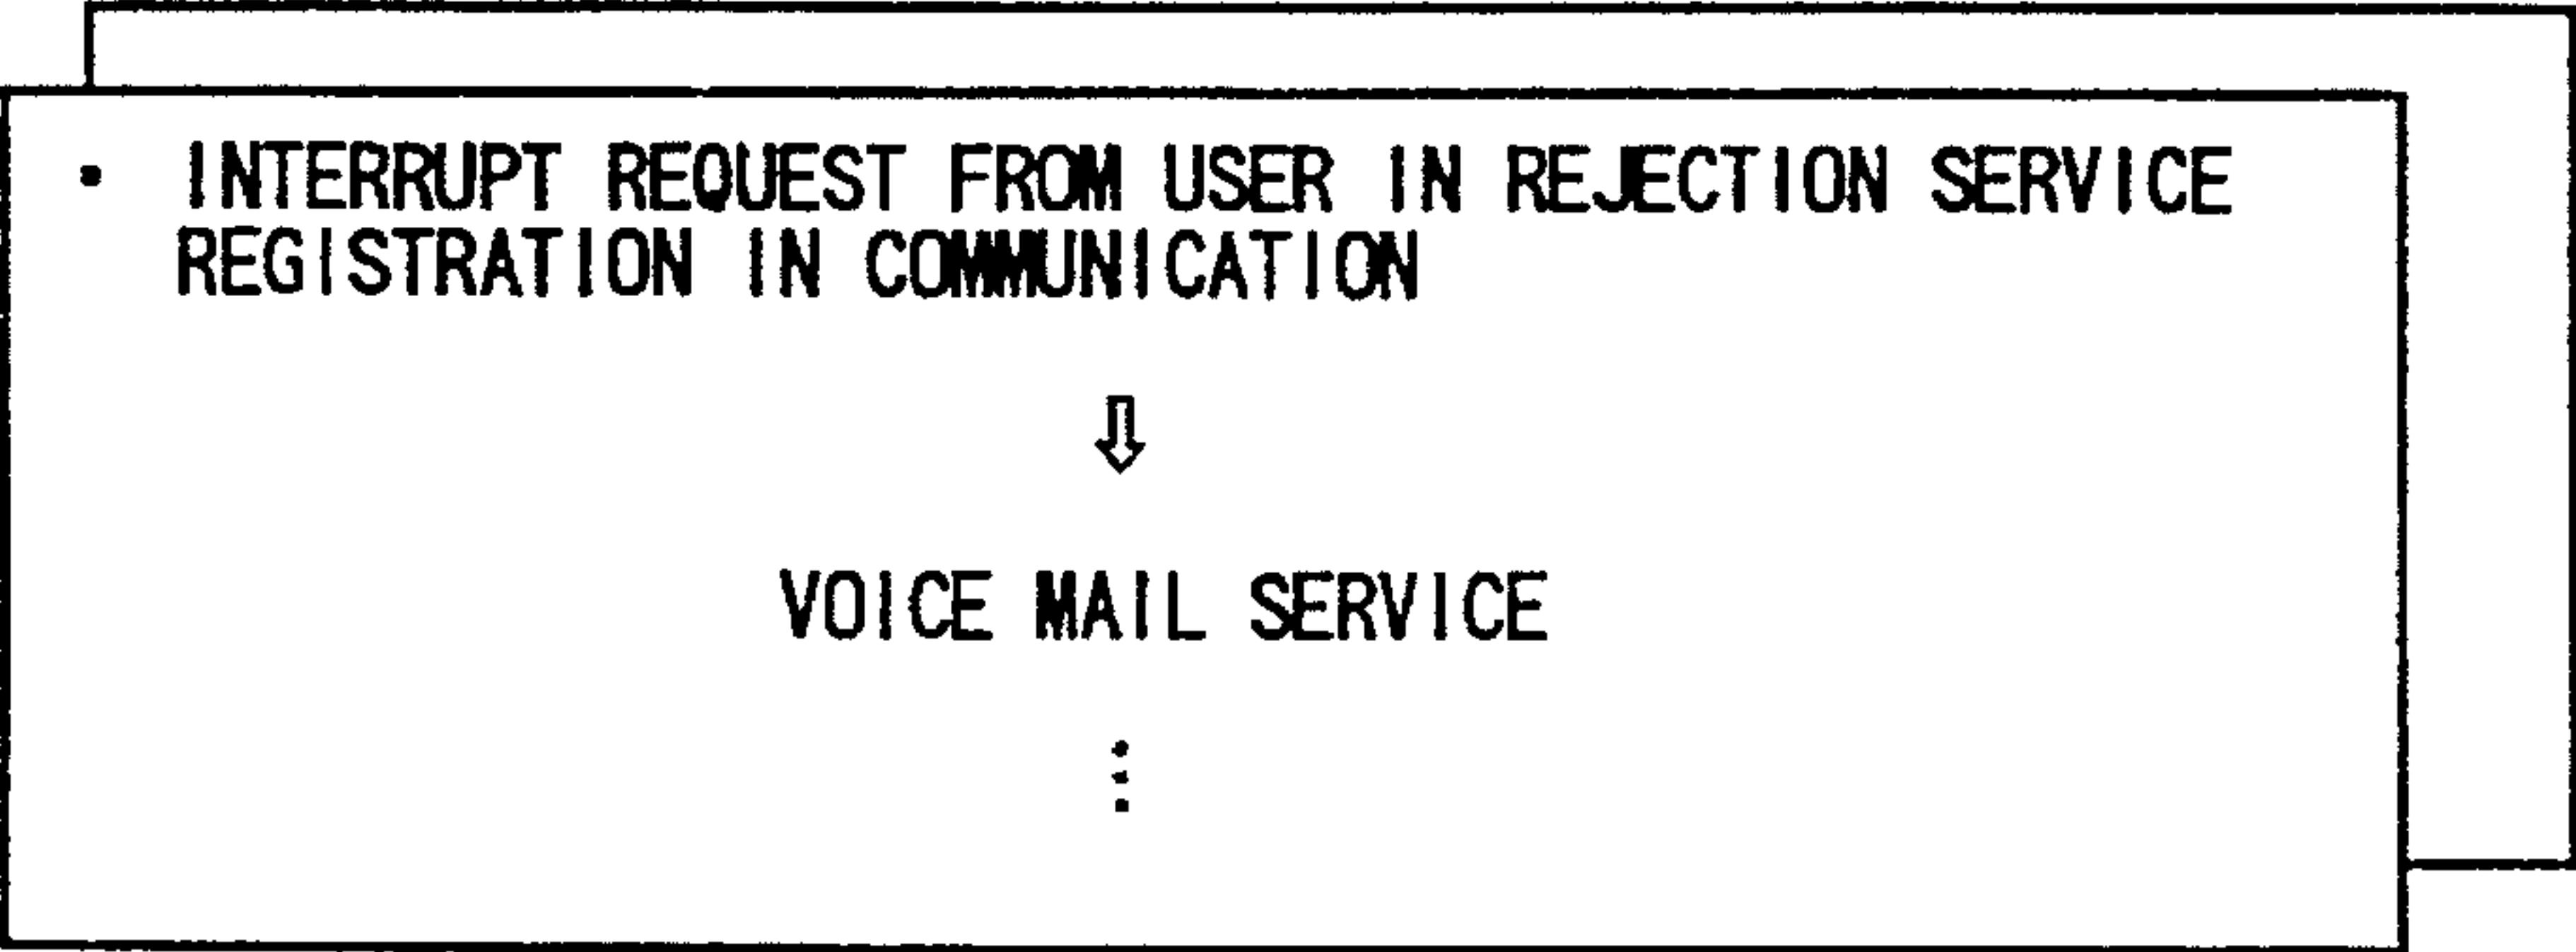 • INTERRUPT REQUEST FROM USER IN REJECTION SERVICE
REGISTRATION IN COMMUNICATION
⇩
VOICE MAIL SERVICE
⋮